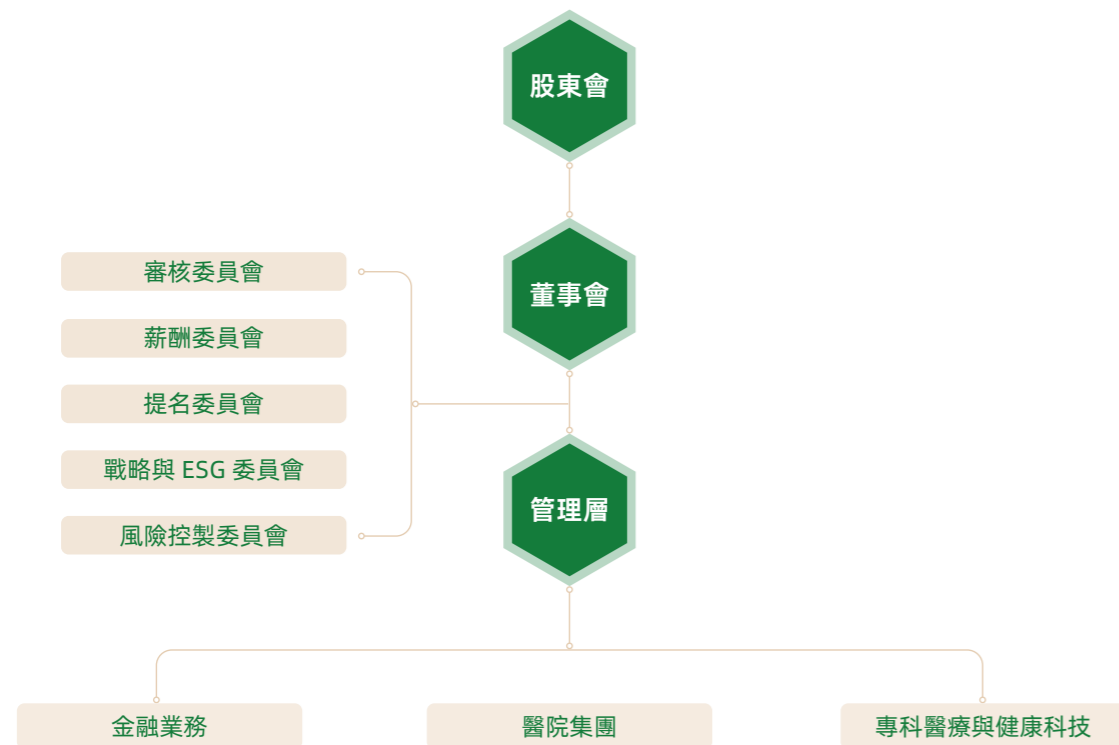 股東會
董事會
審核委員會
薪酬委員會
提名委員會
戰略與 ESG 委員會
風險控製委員會
管理層
金融業務
醫院集團
專科醫療與健康科技